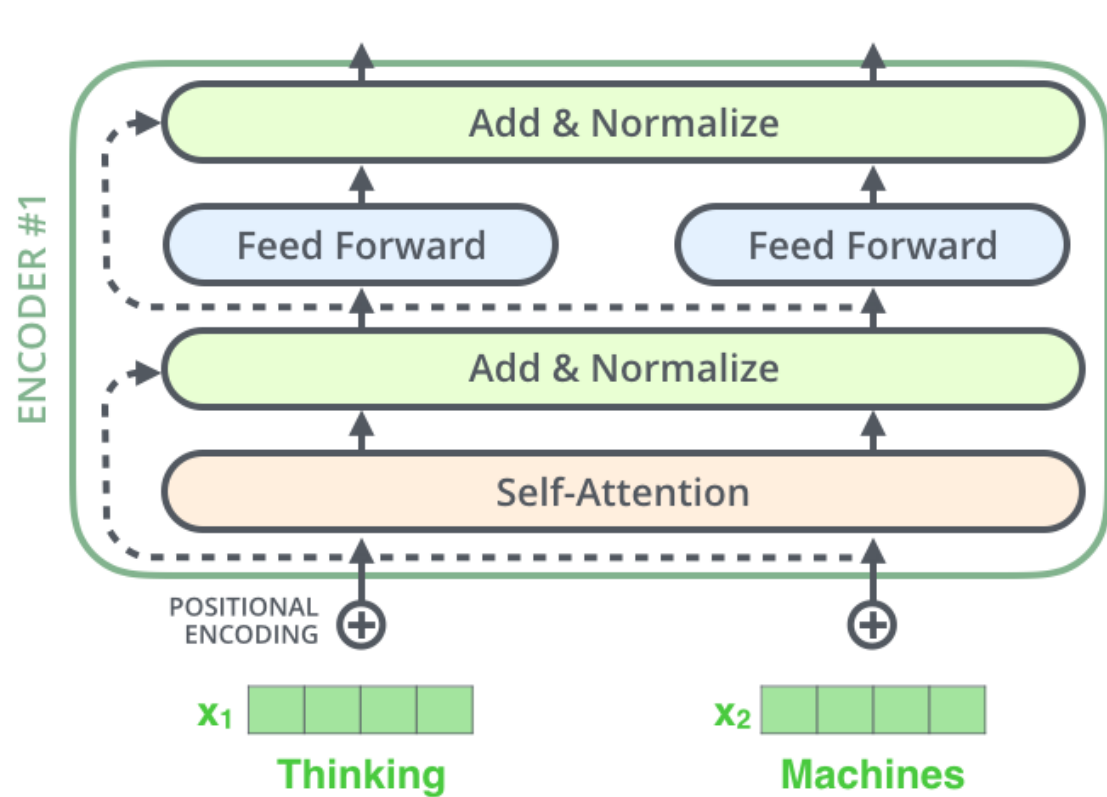 ENCODER #1
Add & Normalize
Feed Forward
Feed Forward
Add & Normalize
Self-Attention
POSITIONAL
ENCODING
x₁
x₂
Thinking
Machines